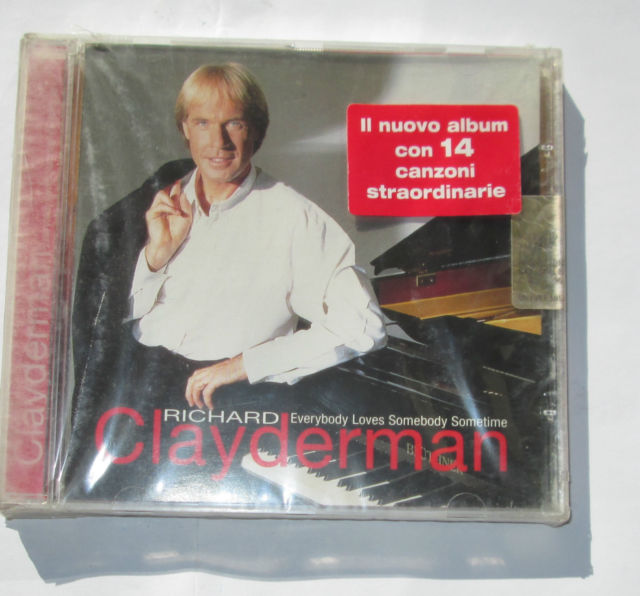 Il nuovo album
con 14
canzoni
straordinarie
RICHARD
Everybody Loves Somebody Sometime
Clayderman
Clayderman